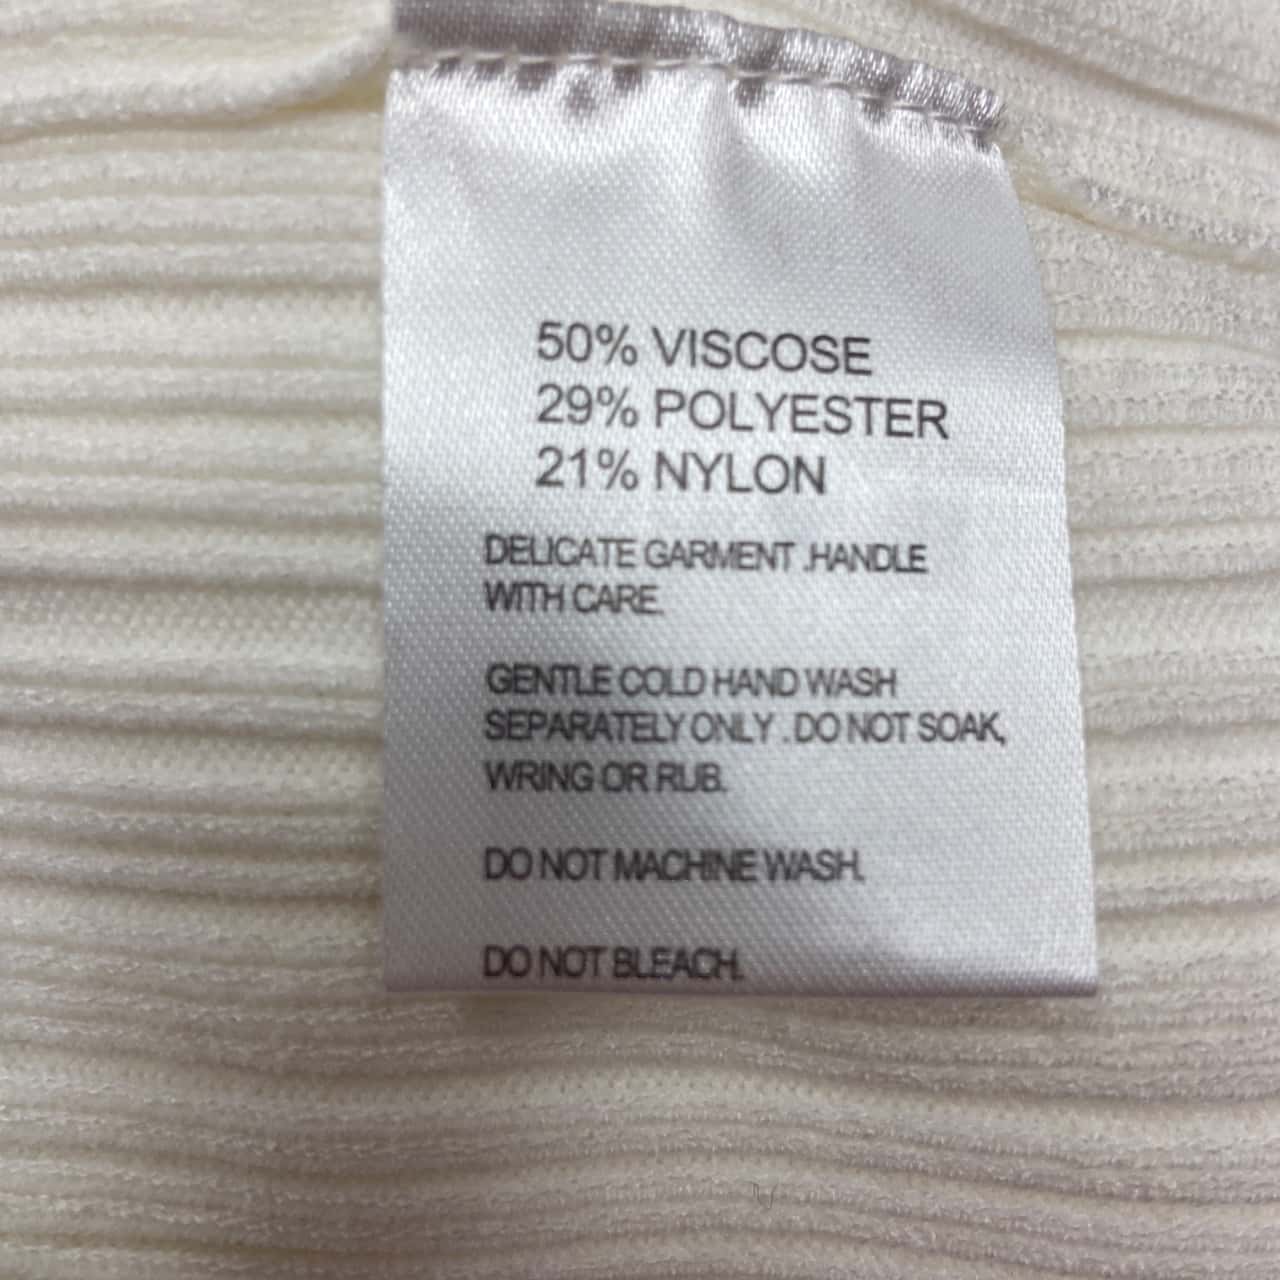 50% VISCOSE
29% POLYESTER
21% NYLON
DELICATE GARMENT .HANDLE
WITH CARE.
GENTLE COLD HAND WASH
SEPARATELY ONLY . DO NOT SOAK,
WRING OR RUB.
DO NOT MACHINE WASH.
DO NOT BLEACH.